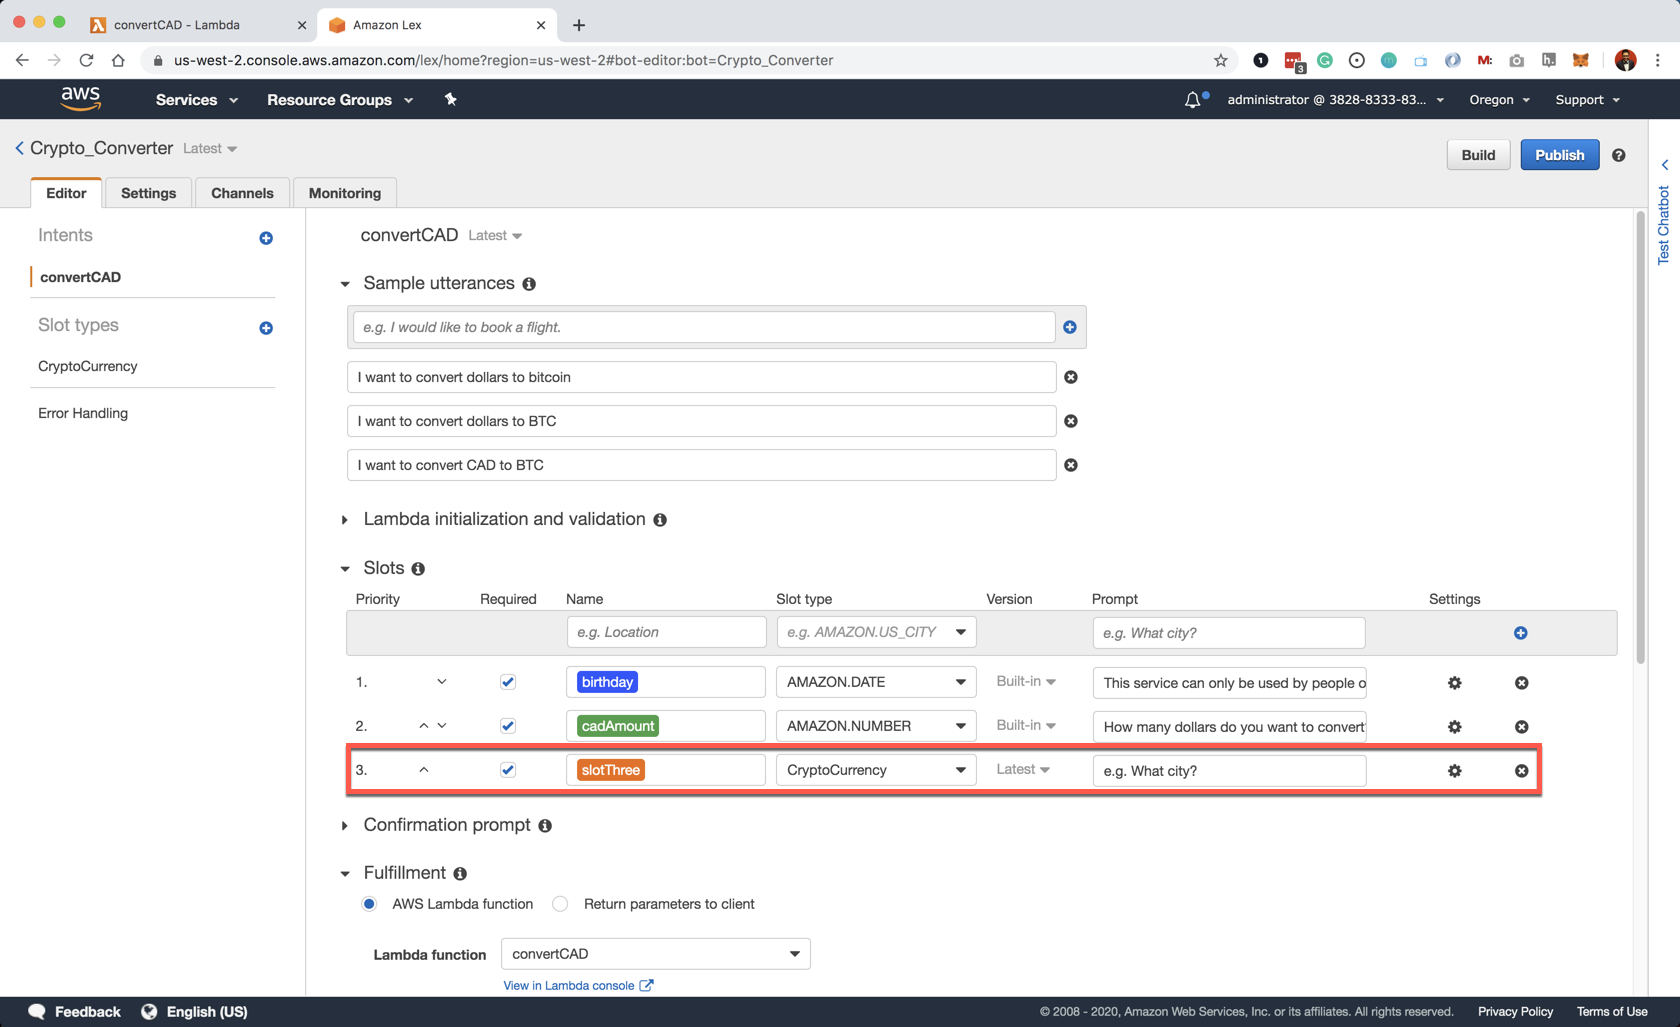 convertCAD - Lambda
Amazon Lex
us-west-2.console.aws.amazon.com/lex/home?region=us-west-2#bot-editor:bot=Crypto_Converter
3
M:
h.
aws
Services
Resource Groups
administrator @ 3828-8333-83...
Oregon
Support
Crypto_Converter
Latest
Build
Publish
Editor
Settings
Channels
Monitoring
Test Chatbot
Intents
convertCAD
Slot types
CryptoCurrency
Error Handling
convertCAD Latest
Sample utterances
e.g. I would like to book a flight.
I want to convert dollars to bitcoin
I want to convert dollars to BTC
I want to convert CAD to BTC
Lambda initialization and validation
Slots
Priority Required Name Slot type Version Prompt Settings
e.g. Location e.g. AMAZON.US_CITY e.g. What city?
1. birthday AMAZON.DATE Built-in This service can only be used by people o
2. cadAmount AMAZON.NUMBER Built-in How many dollars do you want to convert
3. slotThree CryptoCurrency Latest e.g. What city?
Confirmation prompt
Fulfillment
AWS Lambda function Return parameters to client
Lambda function convertCAD
View in Lambda console
Feedback English (US) © 2008 - 2020, Amazon Web Services, Inc. or its affiliates. All rights reserved. Privacy Policy Terms of Use